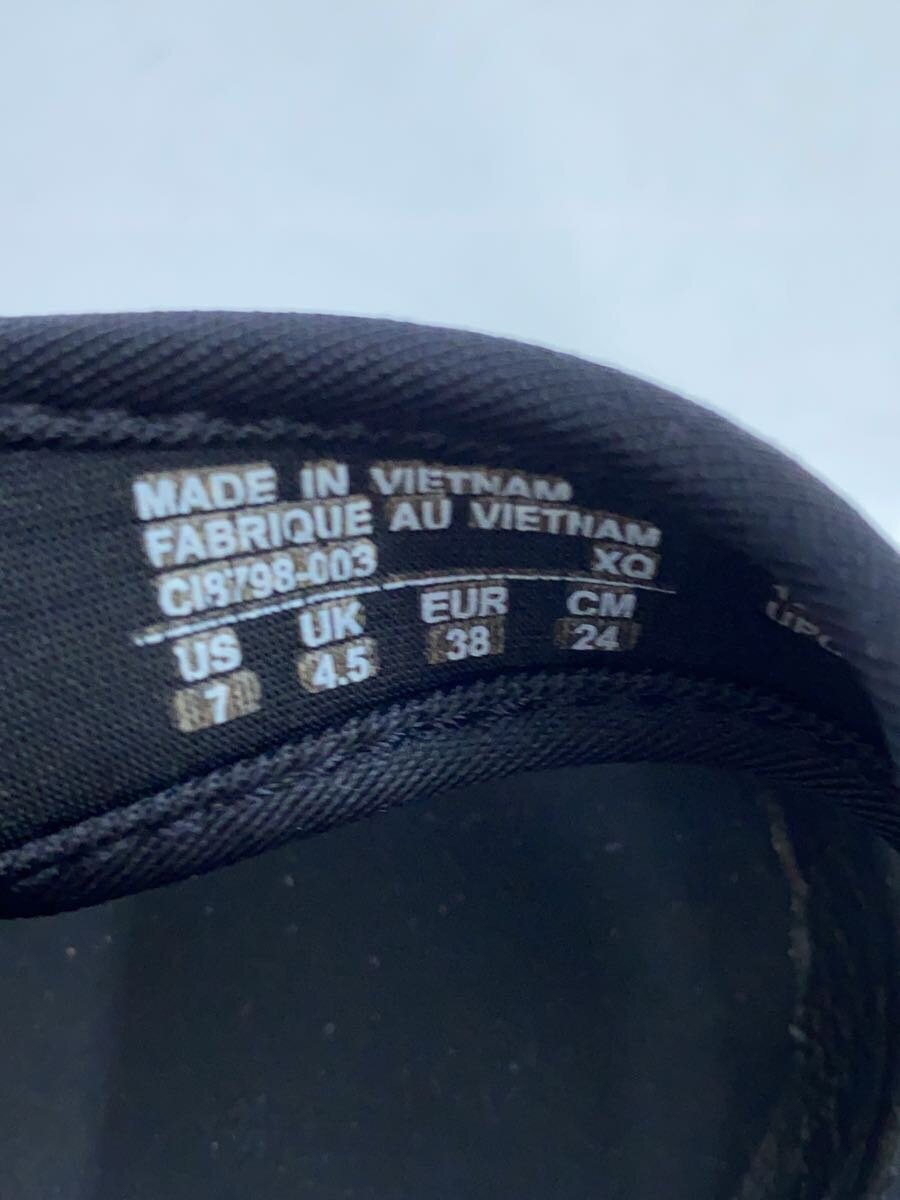 MADE IN VIETNAM
FABRIQUE AU VIETNAM
CI8798-003 XQ
US UK EUR CM
7 4.5 38 24